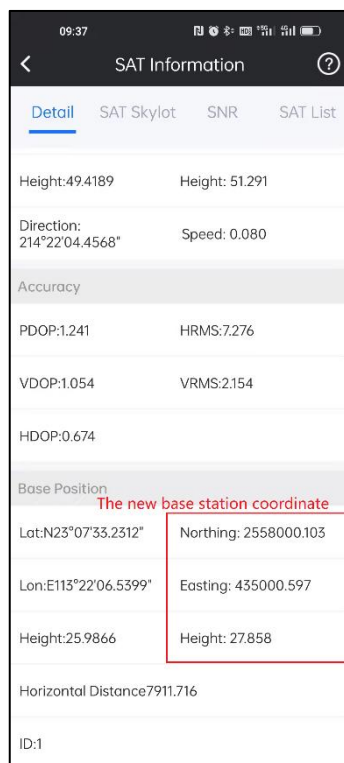 09:37
SAT Information
Detail SAT Skylot SNR SAT List
Height:49.4189 Height: 51.291
Direction: 214°22'04.4568" Speed: 0.080
Accuracy
PDOP:1.241 HRMS:7.276
VDOP:1.054 VRMS:2.154
HDOP:0.674
Base Position
The new base station coordinate
Lat:N23°07'33.2312" Northing: 2558000.103
Lon:E113°22'06.5399" Easting: 435000.597
Height:25.9866 Height: 27.858
Horizontal Distance7911.716
ID:1